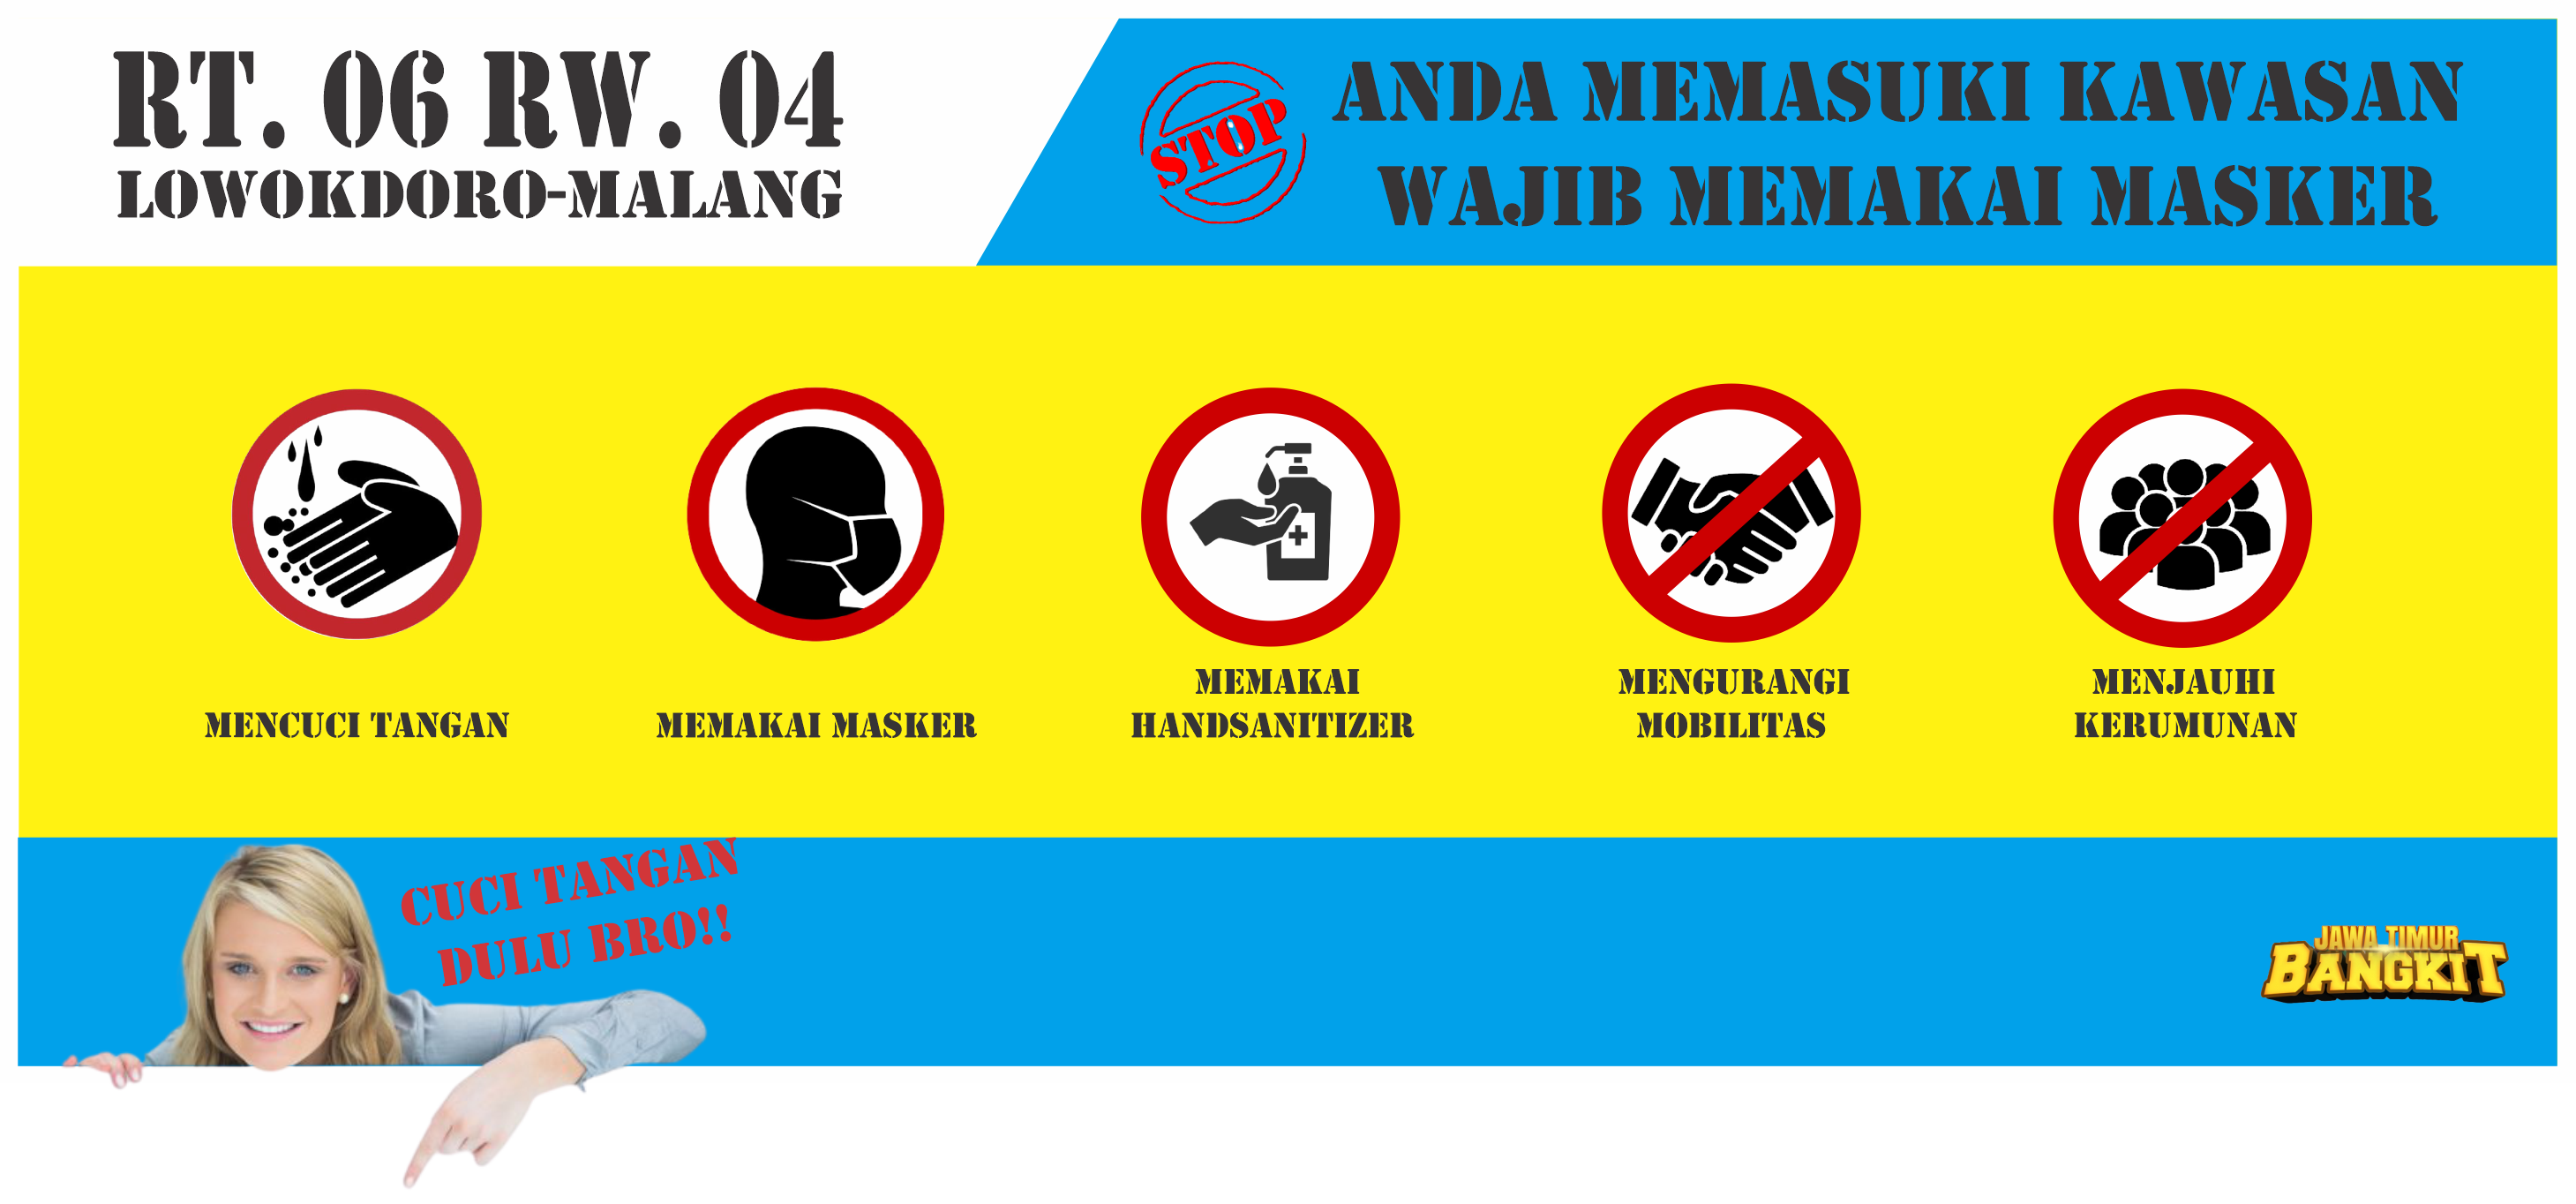 RT. 06 RW. 04
LOWOKDORO-MALANG
STOP
ANDA MEMASUKI KAWASAN
WAJIB MEMAKAI MASKER
MENCUCI TANGAN
MEMAKAI MASKER
MEMAKAI
HANDSANITIZER
MENGURANGI
MOBILITAS
MENJAUHI
KERUMUNAN
CUCI TANGAN
DULU BRO!!
JAWA TIMUR
BANGKIT